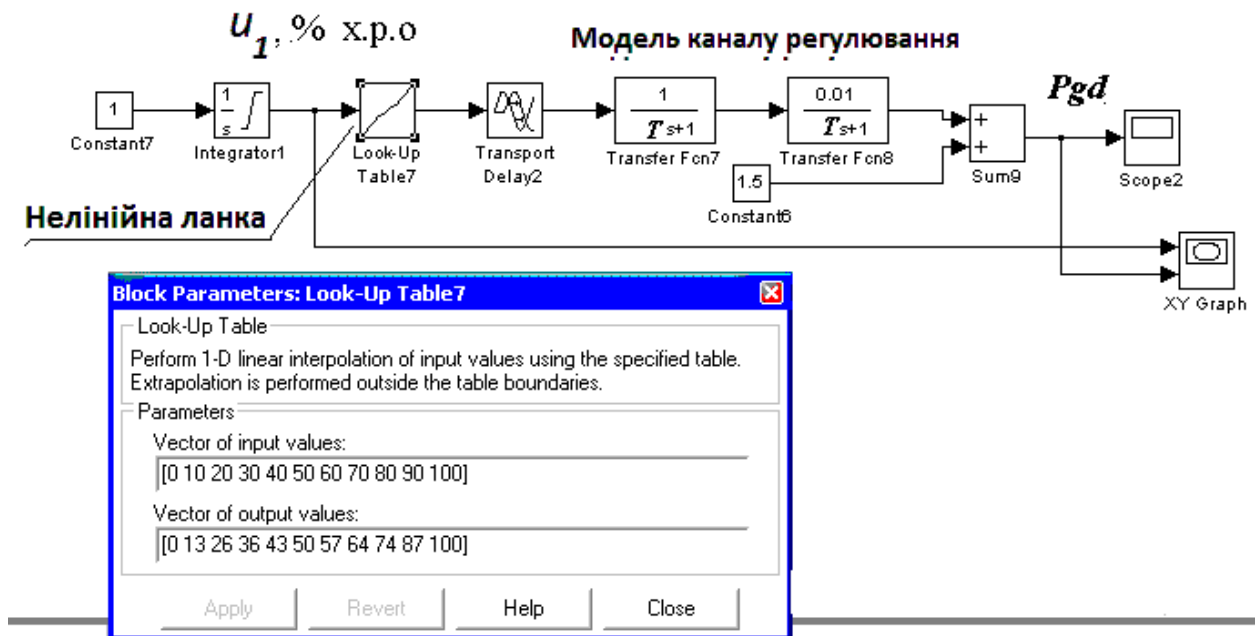 u₁, % х.р.о
Модель каналу регулювання
Pgd
1
Constant7
1
s
Integrator1
Look-Up
Table7
Transport
Delay2
1
Ts+1
Transfer Fcn7
0.01
Ts+1
Transfer Fcn8
+
+
Sum9
1.5
Constant6
Scope2
XY Graph
Нелінійна ланка
Block Parameters: Look-Up Table7
Look-Up Table
Perform 1-D linear interpolation of input values using the specified table.
Extrapolation is performed outside the table boundaries.
Parameters
Vector of input values:
[0 10 20 30 40 50 60 70 80 90 100]
Vector of output values:
[0 13 26 36 43 50 57 64 74 87 100]
Apply
Revert
Help
Close